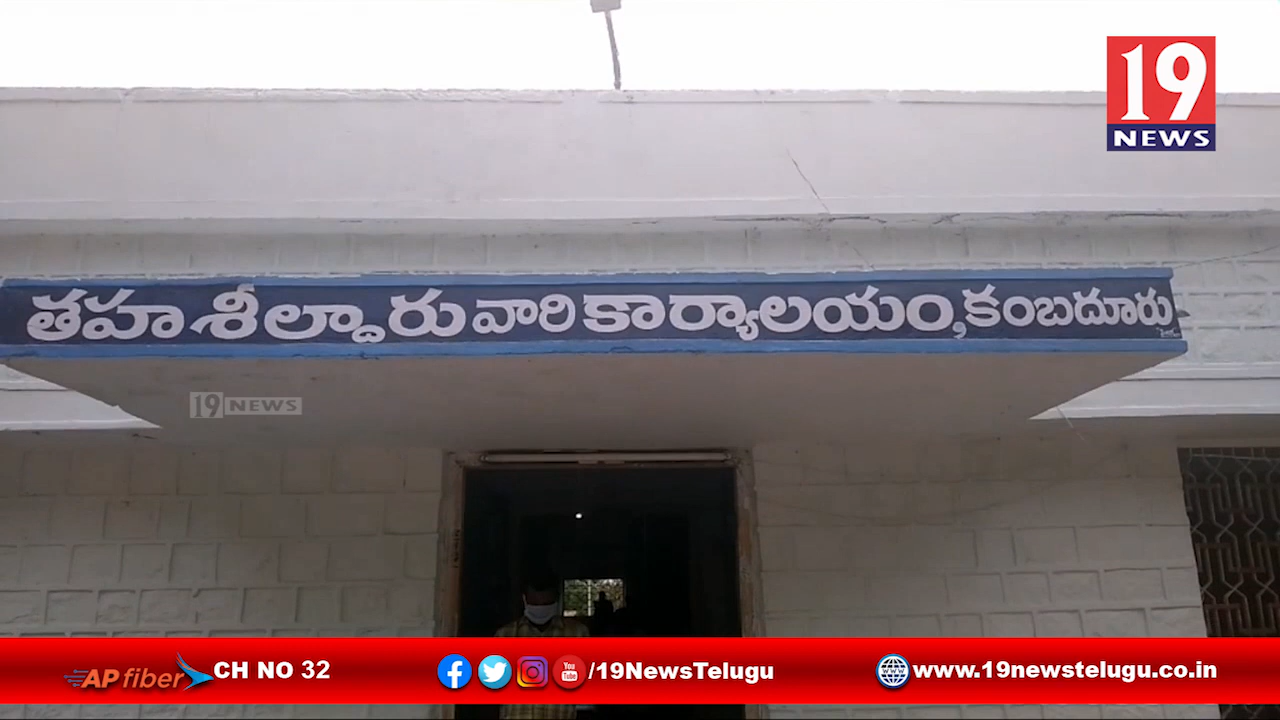 19
NEWS
తహశీల్దారు వారి కార్యాలయం, కంబదూరు
19 NEWS
AP fiber CH NO 32 /19NewsTelugu www.19newstelugu.co.in